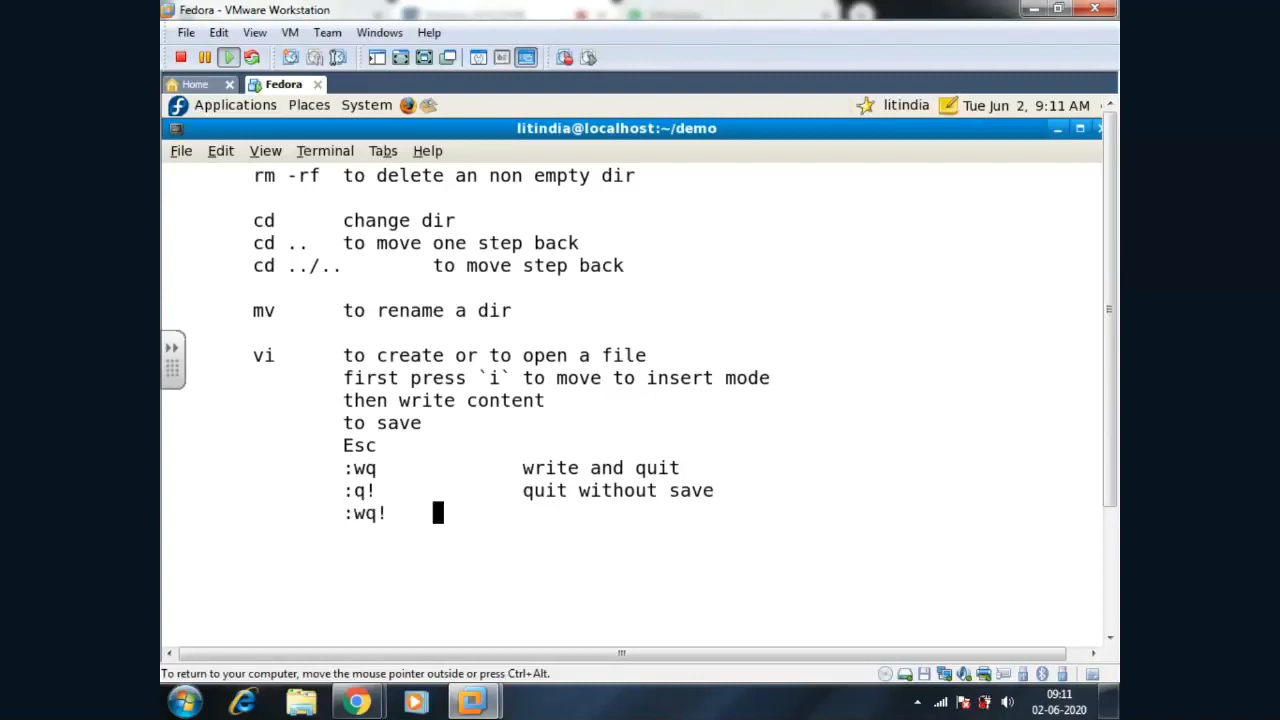 Fedora - VMware Workstation
File Edit View VM Team Windows Help
Home Fedora
Applications Places System litindia Tue Jun 2, 9:11 AM
litindia@localhost:~/demo
File Edit View Terminal Tabs Help
rm -rf to delete an non empty dir
cd change dir
cd .. to move one step back
cd ../.. to move step back
mv to rename a dir
vi to create or to open a file
first press `i` to move to insert mode
then write content
to save
Esc
:wq write and quit
:q! quit without save
:wq!
To return to your computer, move the mouse pointer outside or press Ctrl+Alt.
09:11
02-06-2020